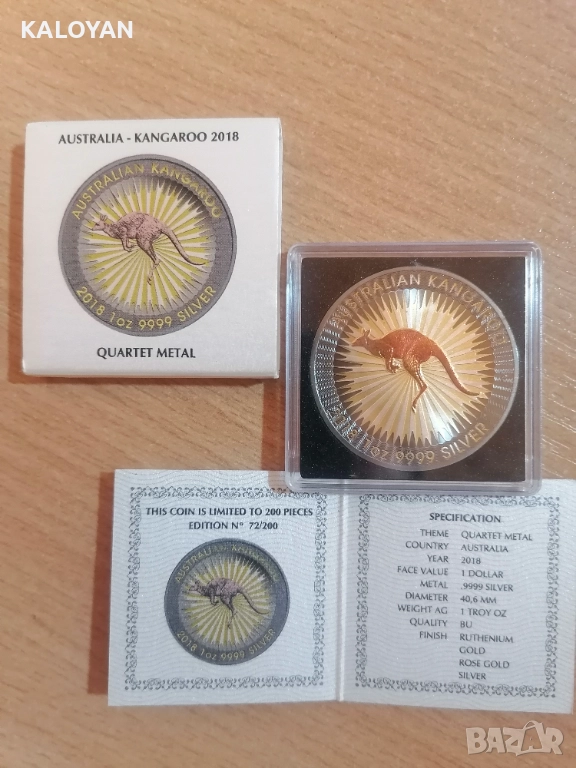 KALOYAN
AUSTRALIA - KANGAROO 2018
AUSTRALIAN KANGAROO
2018 1oz 9999 SILVER
QUARTET METAL
AUSTRALIAN KANGAROO
1oz 9999 SILVER
THIS COIN IS LIMITED TO 200 PIECES
EDITION N° 72/200
AUSTRALIAN KANGAROO
2018 1oz 9999 SILVER
SPECIFICATION
THEME QUARTET METAL
COUNTRY AUSTRALIA
YEAR 2018
FACE VALUE 1 DOLLAR
METAL .9999 SILVER
DIAMETER 40,6 MM
WEIGHT AG 1 TROY OZ
QUALITY BU
FINISH RUTHENIUM
GOLD
ROSE GOLD
SILVER
BAZAR